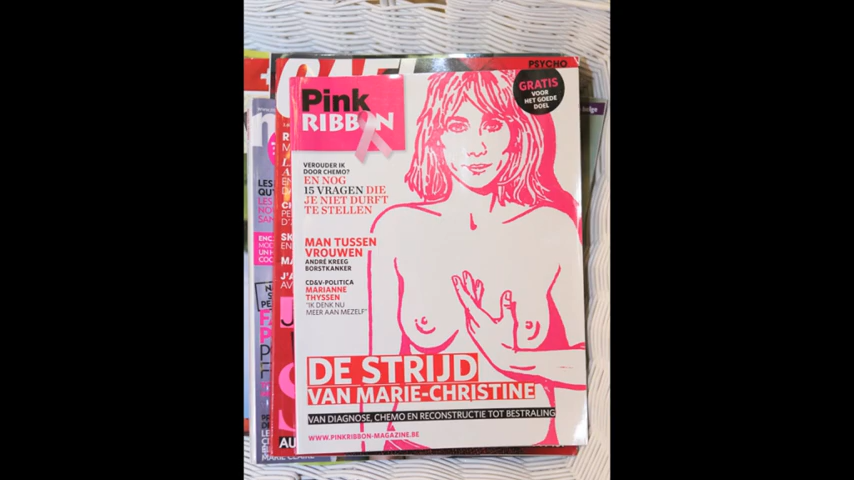 PSYCHO
GRATIS
VOOR
HET GOEDE
DOEL
Pink
RIBBON
VEROUDER IK
DOOR CHEMO?
EN NOG
15 VRAGEN DIE
JE NIET DURFT
TE STELLEN
MAN TUSSEN
VROUWEN
ANDRÉ KREEG
BORSTKANKER
CD&V-POLITICA
MARIANNE
THYSSEN
"IK DENK NU
MEER AAN MEZELF"
DE STRIJD
VAN MARIE-CHRISTINE
VAN DIAGNOSE, CHEMO EN RECONSTRUCTIE TOT BESTRALING
WWW.PINKRIBBON-MAGAZINE.BE
MARIE CLAIRE